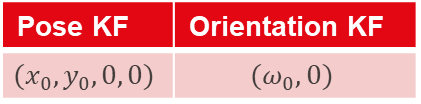 Pose KF Orientation KF
(x₀, y₀, 0, 0) (ω₀, 0)